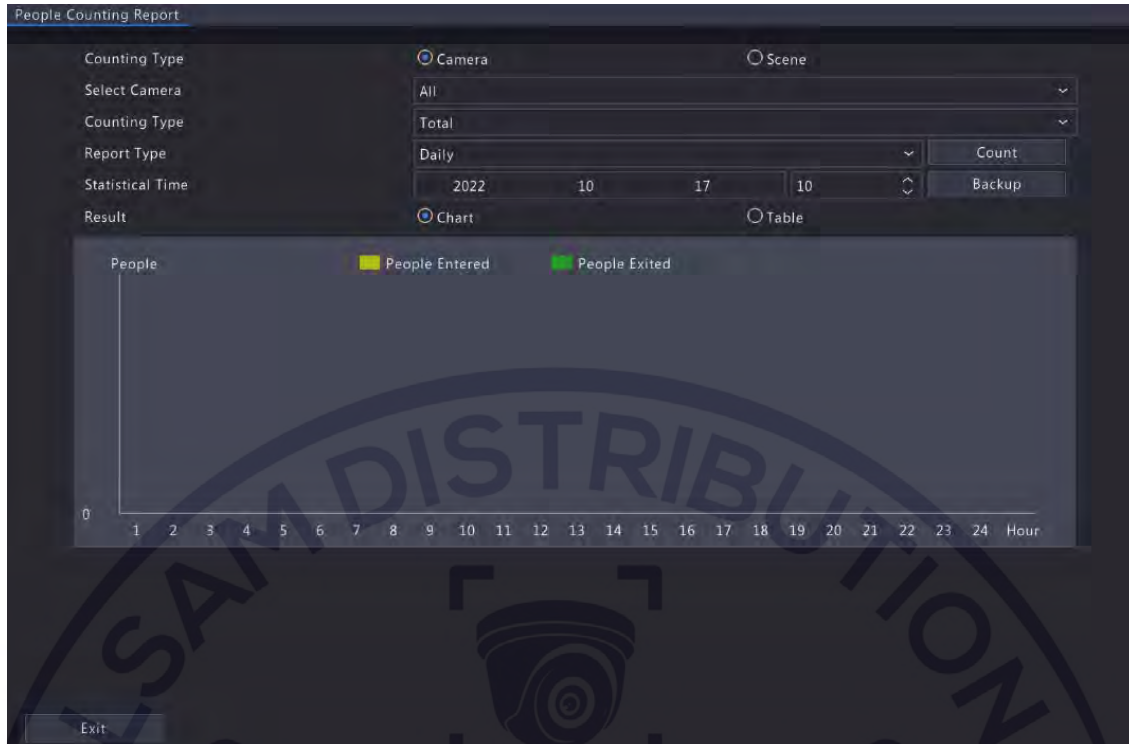 People Counting Report
Counting Type Camera Scene
Select Camera All
Counting Type Total
Report Type Daily Count
Statistical Time 2022 10 17 10 Backup
Result Chart Table
People People Entered People Exited
0
1 2 3 4 5 6 7 8 9 10 11 12 13 14 15 16 17 18 19 20 21 22 23 24 Hour
LSAM DISTRIBUTION
Exit